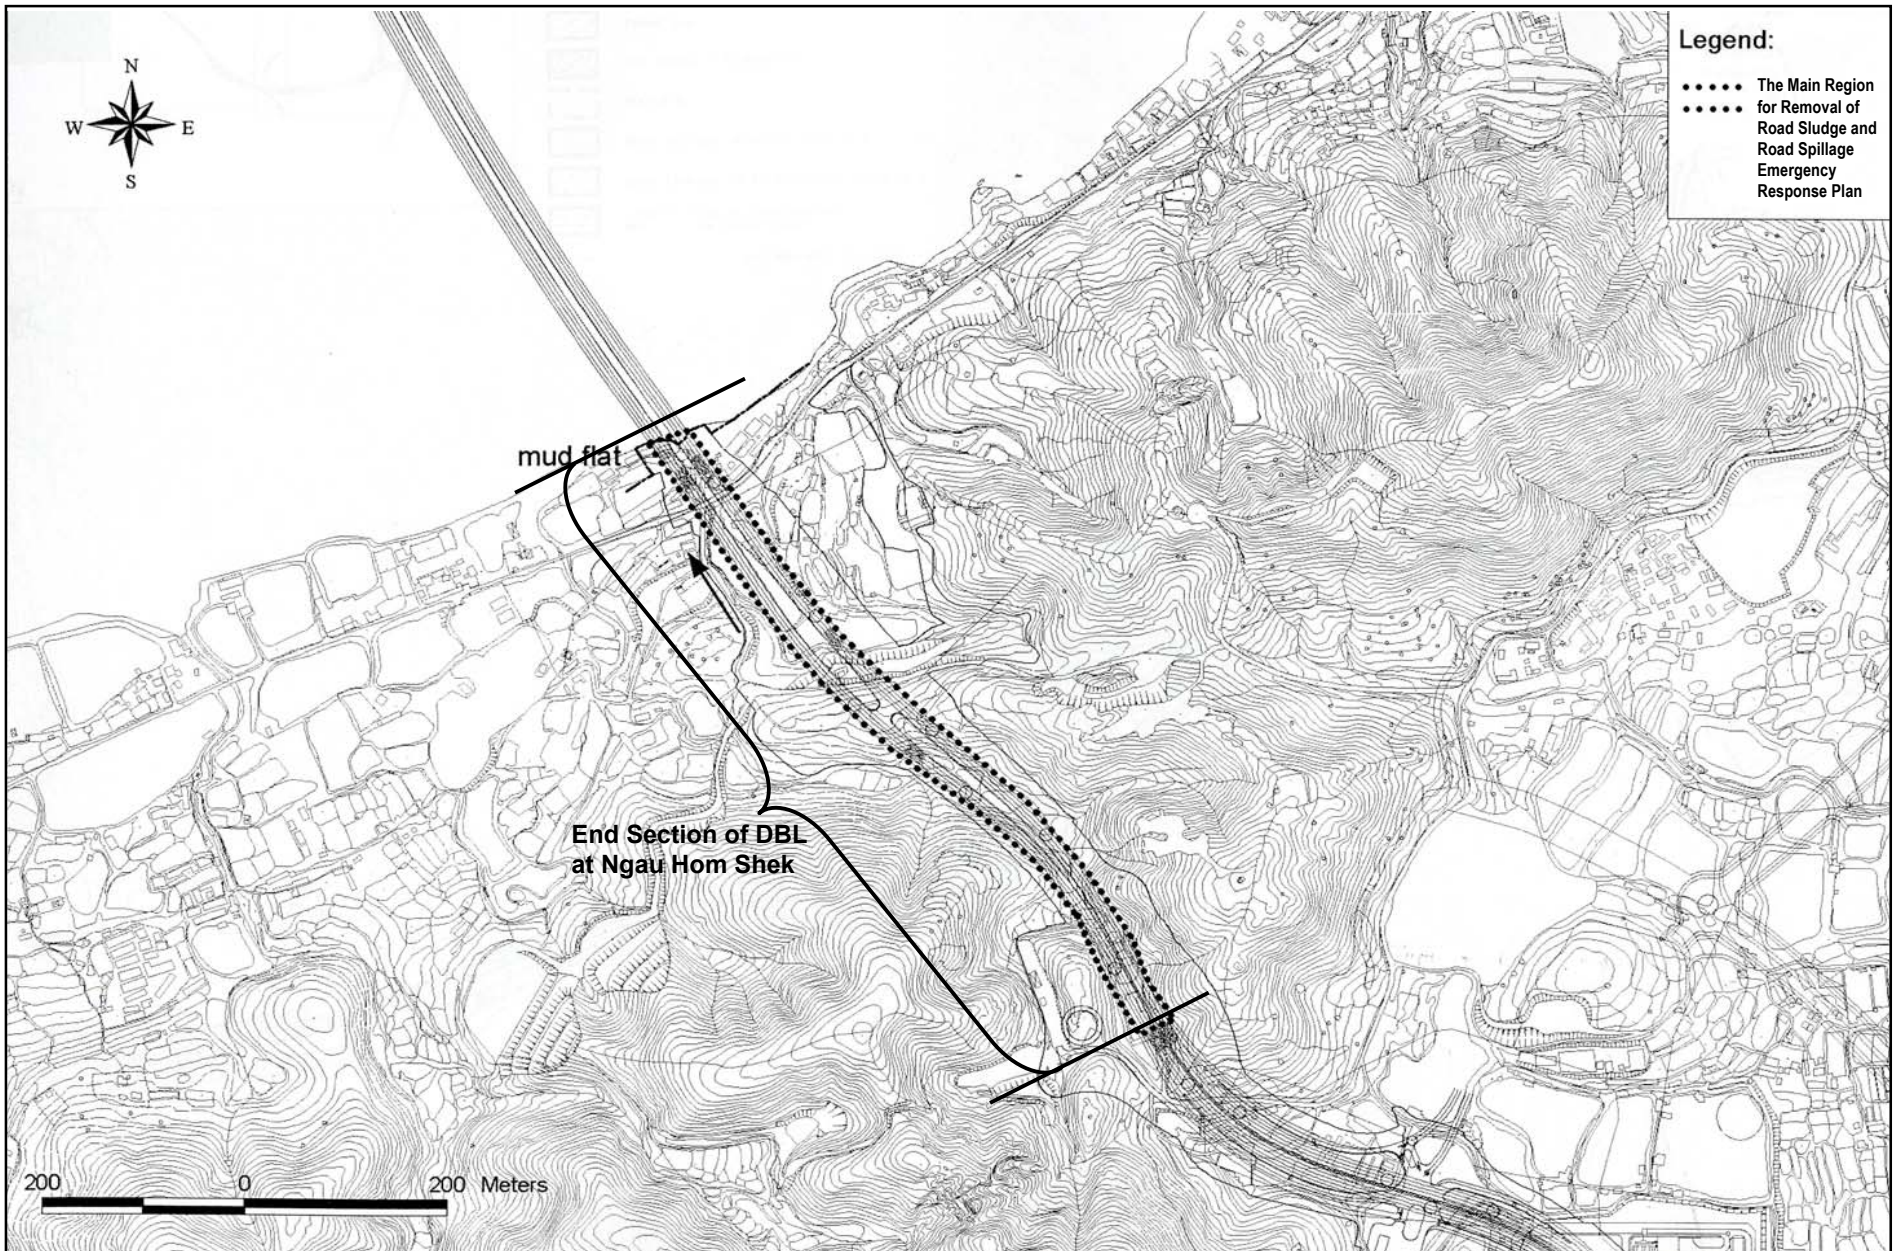 Legend:
The Main Region
for Removal of
Road Sludge and
Road Spillage
Emergency
Response Plan
N
W E
S
mud flat
End Section of DBL
at Ngau Hom Shek
200 0 200 Meters